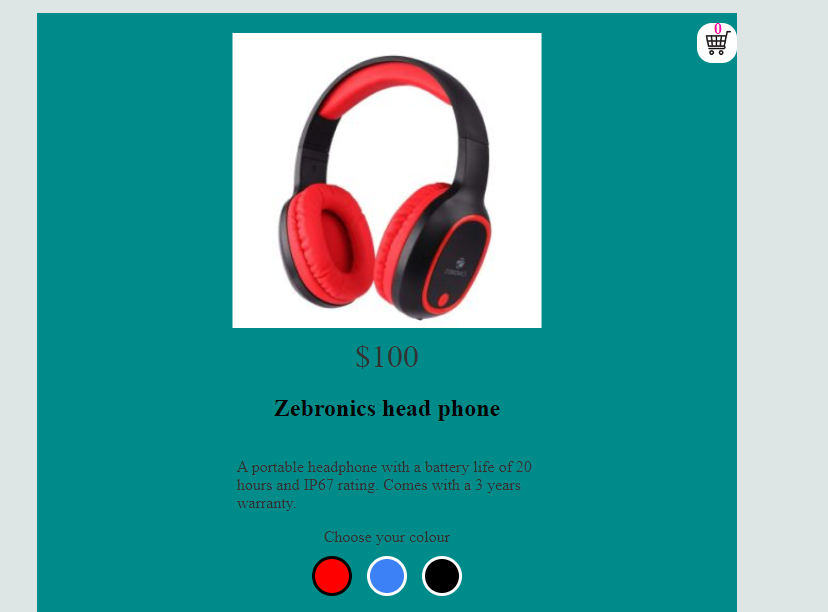 0
$100
Zebronics head phone
A portable headphone with a battery life of 20
hours and IP67 rating. Comes with a 3 years
warranty.
Choose your colour